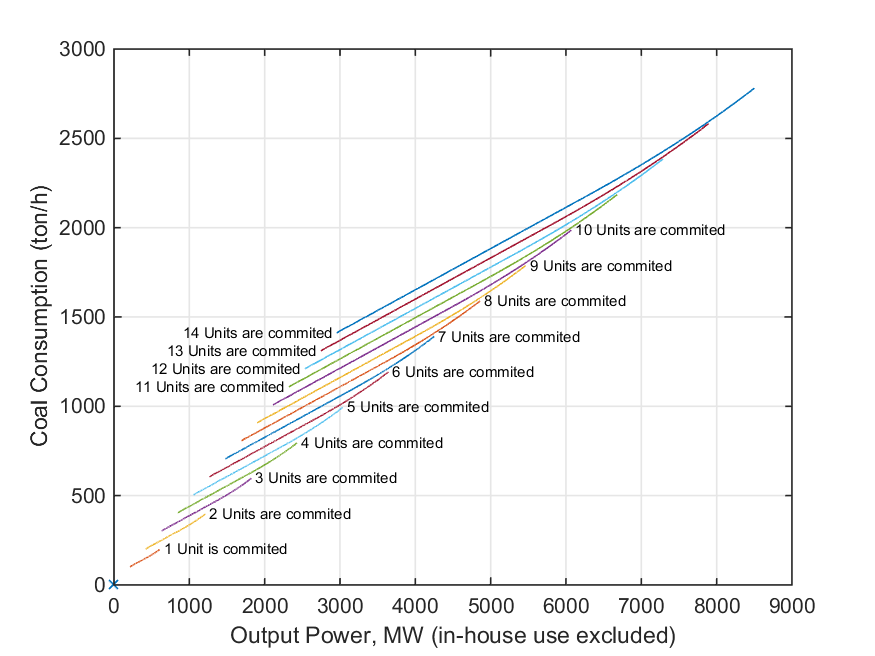 3000
2500
2000
1500
1000
500
0
Coal Consumption (ton/h)
10 Units are commited
9 Units are commited
8 Units are commited
14 Units are commited
7 Units are commited
13 Units are commited
12 Units are commited
6 Units are commited
11 Units are commited
5 Units are commited
4 Units are commited
3 Units are commited
2 Units are commited
1 Unit is commited
0 1000 2000 3000 4000 5000 6000 7000 8000 9000
Output Power, MW (in-house use excluded)